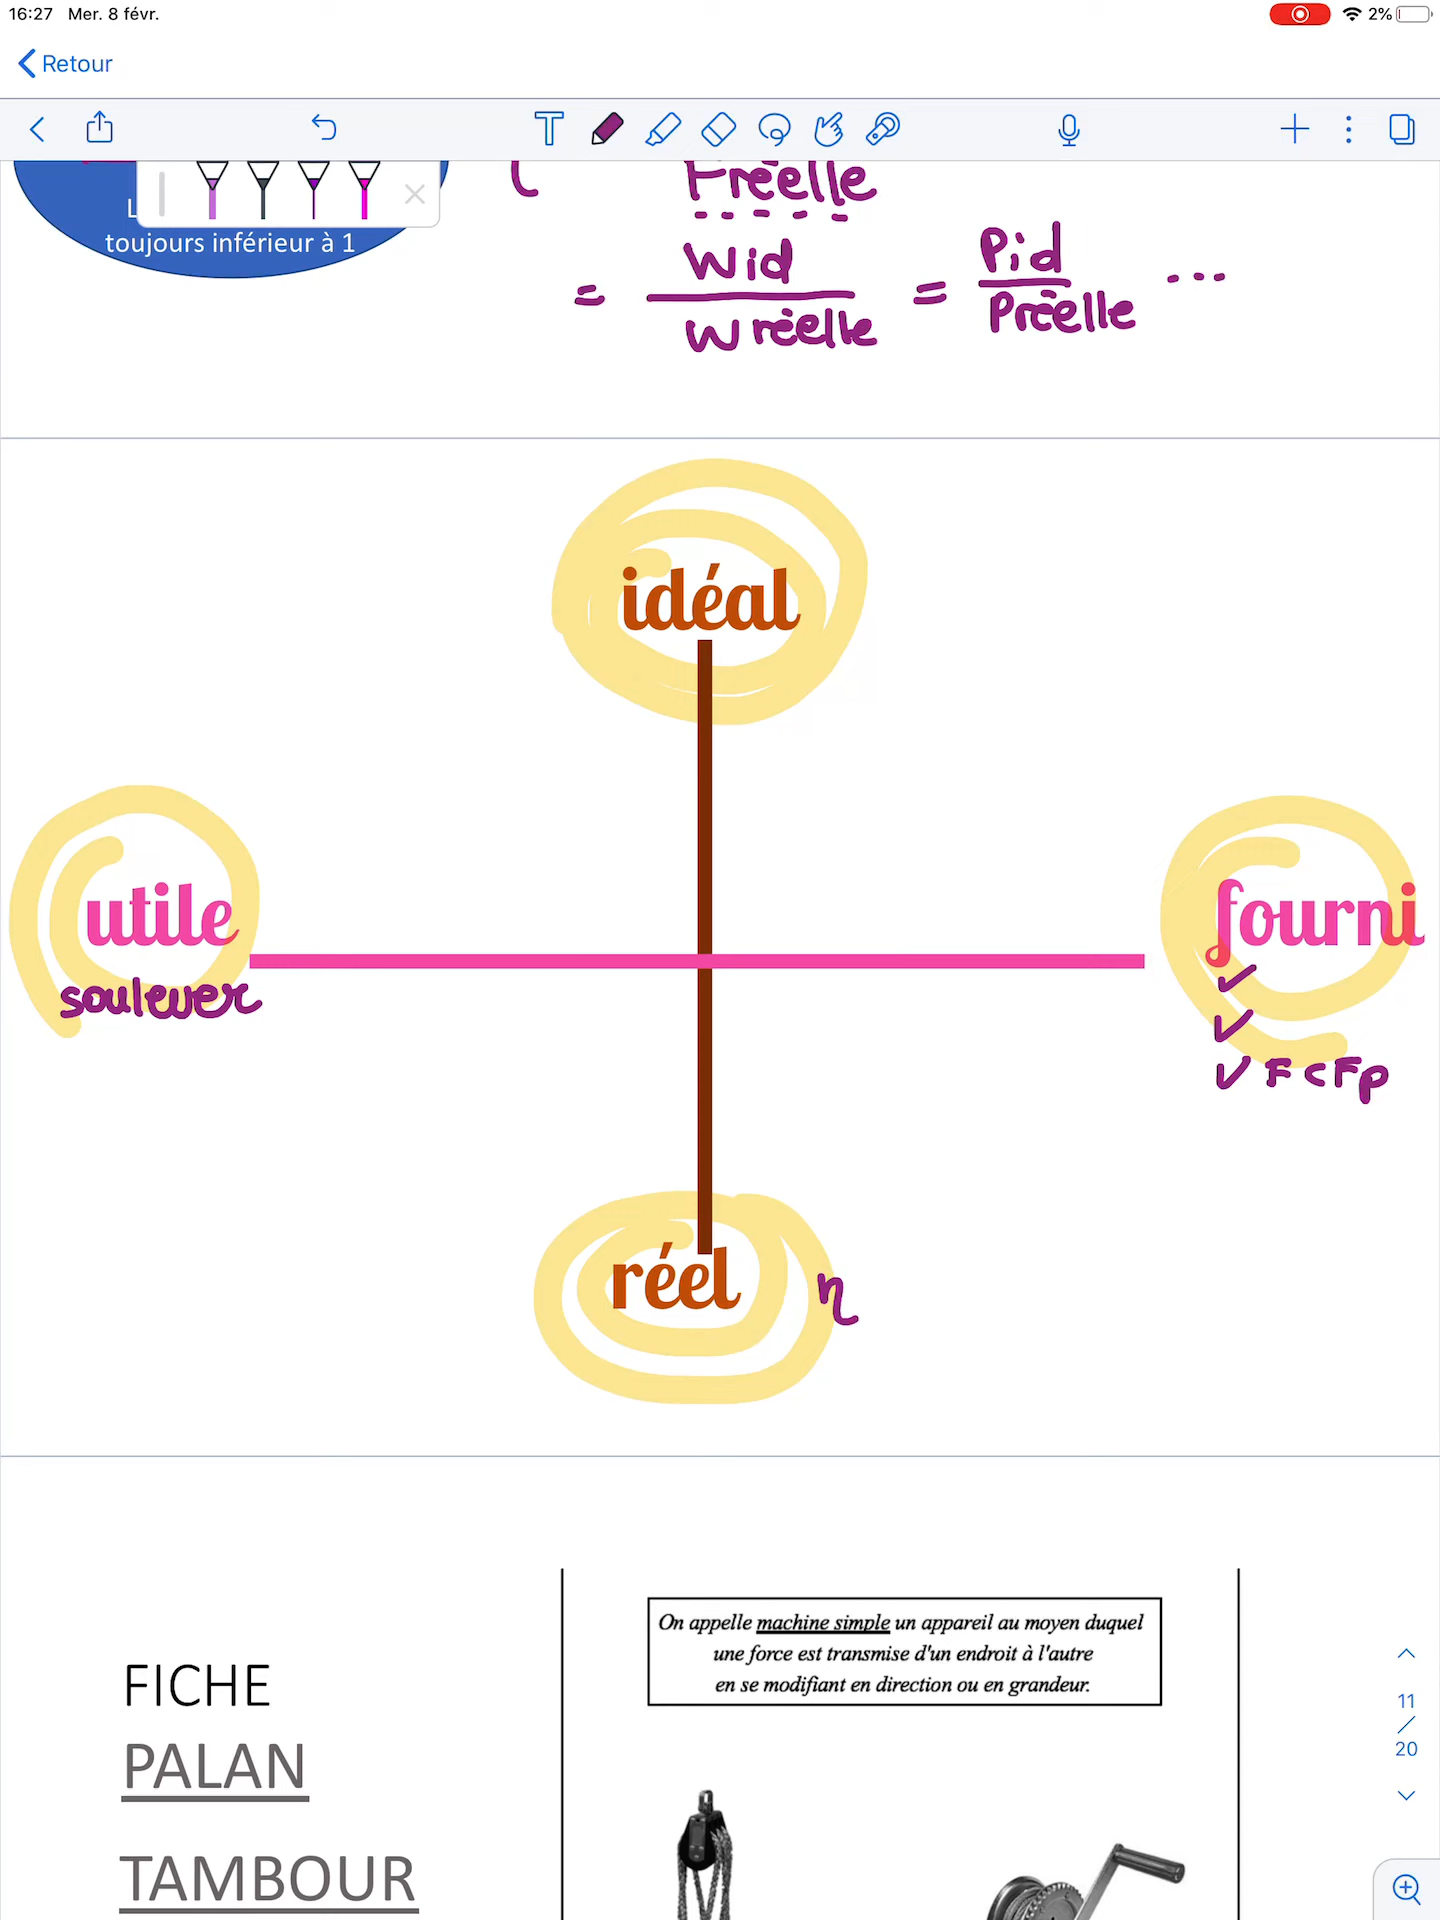 16:27 Mer. 8 févr.
2%
Retour
toujours inférieur à 1
Fréelle
= Wid / Wréelle = Pid / Préelle ...
idéal
utile
fourni
soulever
✓
✓
✓ F < Fp
réel
η
On appelle machine simple un appareil au moyen duquel
une force est transmise d'un endroit à l'autre
en se modifiant en direction ou en grandeur.
FICHE
PALAN
TAMBOUR
11
/
20